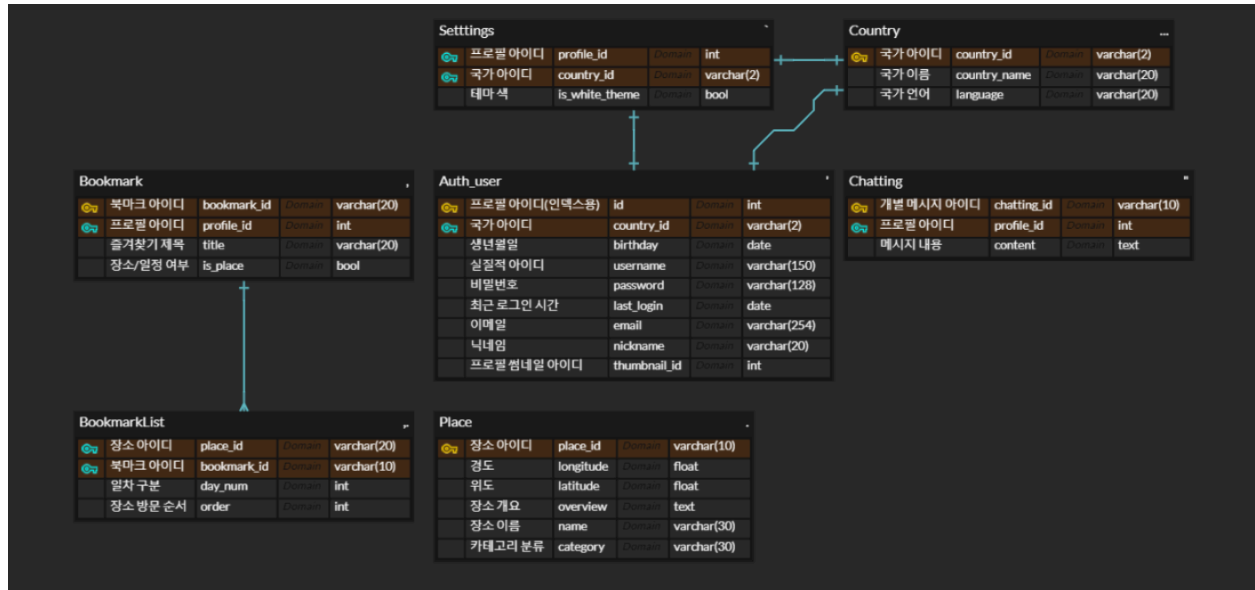 Setttings `
프로필 아이디 profile_id Domain int
국가 아이디 country_id Domain varchar(2)
테마 색 is_white_theme Domain bool
Country ...
국가 아이디 country_id Domain varchar(2)
국가 이름 country_name Domain varchar(20)
국가 언어 language Domain varchar(20)
Bookmark ,
북마크 아이디 bookmark_id Domain varchar(20)
프로필 아이디 profile_id Domain int
즐겨찾기 제목 title Domain varchar(20)
장소/일정 여부 is_place Domain bool
Auth_user '
프로필 아이디(인덱스용) id Domain int
국가 아이디 country_id Domain varchar(2)
생년월일 birthday Domain date
실질적 아이디 username Domain varchar(150)
비밀번호 password Domain varchar(128)
최근 로그인 시간 last_login Domain date
이메일 email Domain varchar(254)
닉네임 nickname Domain varchar(20)
프로필 썸네일 아이디 thumbnail_id Domain int
Chatting "
개별 메시지 아이디 chatting_id Domain varchar(10)
프로필 아이디 profile_id Domain int
메시지 내용 content Domain text
BookmarkList ,.
장소 아이디 place_id Domain varchar(20)
북마크 아이디 bookmark_id Domain varchar(10)
일차 구분 day_num Domain int
장소 방문 순서 order Domain int
Place .
장소 아이디 place_id Domain varchar(10)
경도 longitude Domain float
위도 latitude Domain float
장소 개요 overview Domain text
장소 이름 name Domain varchar(30)
카테고리 분류 category Domain varchar(30)